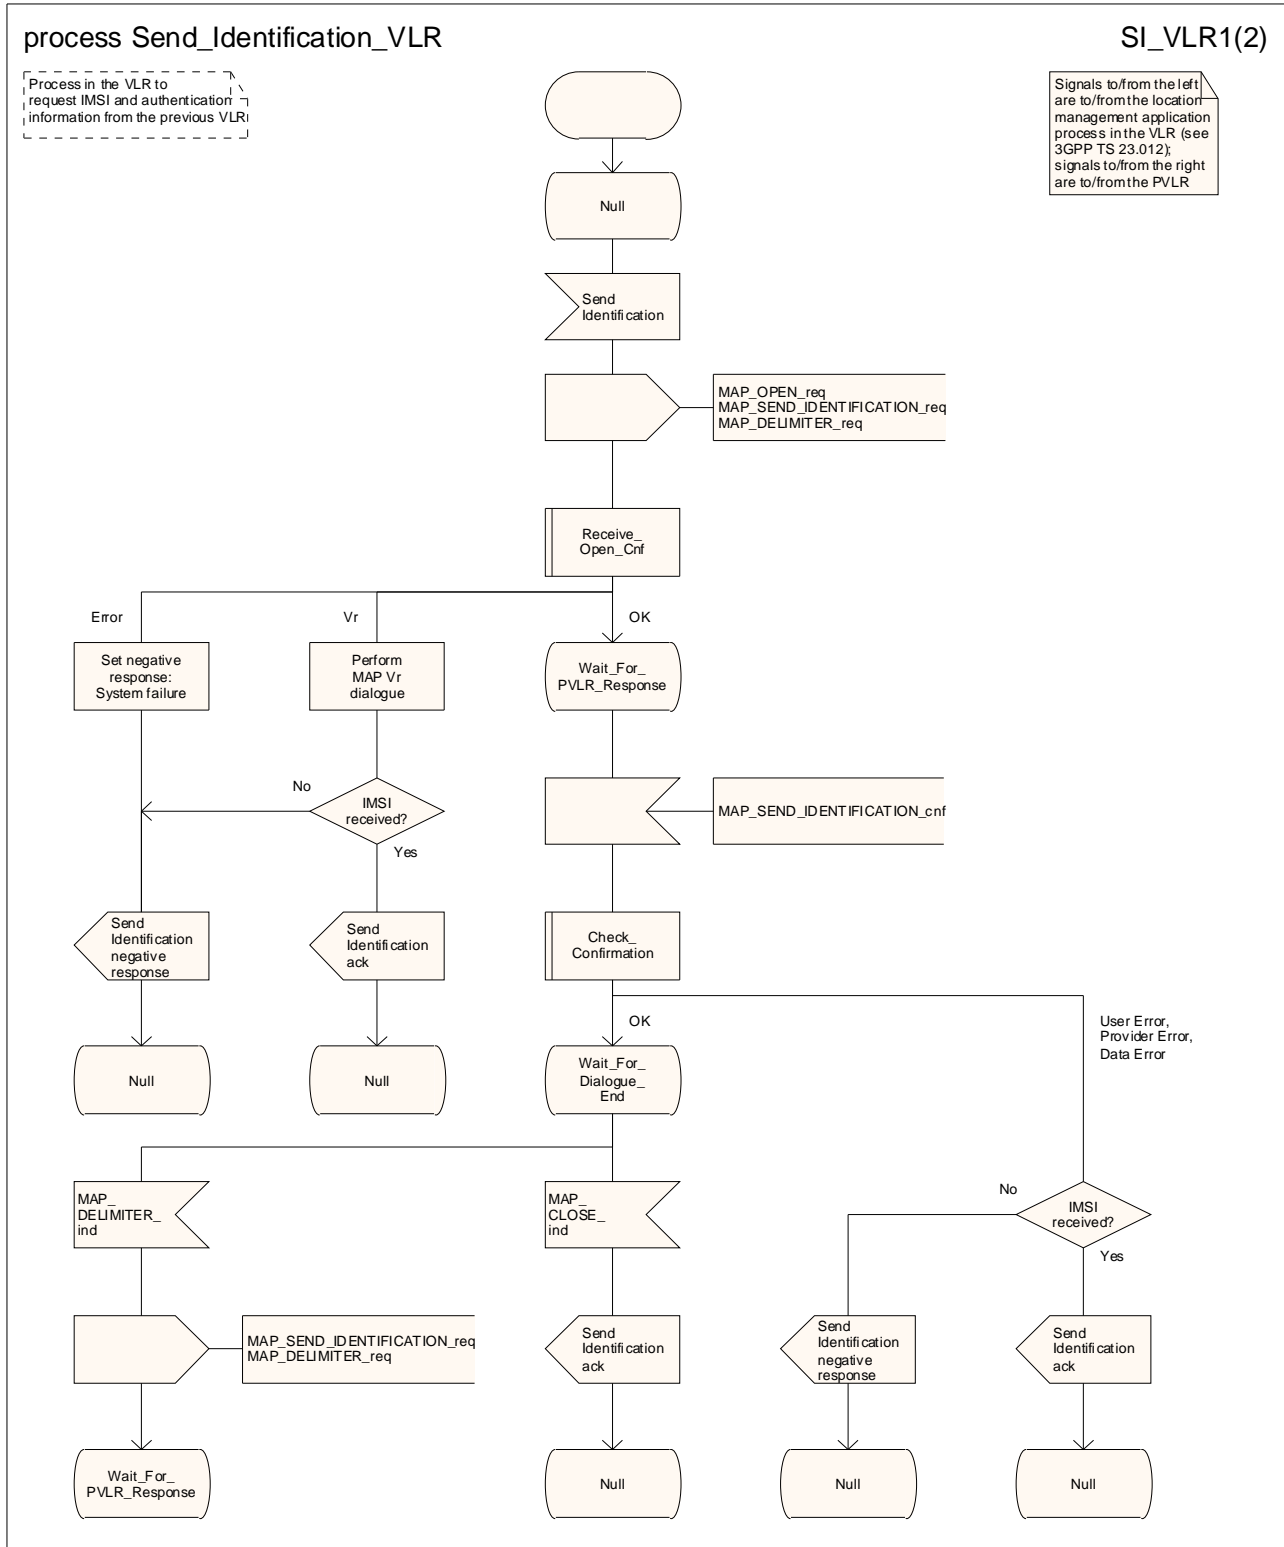 process Send_Identification_VLR
SI_VLR1(2)
Process in the VLR to
request IMSI and authentication
information from the previous VLR
Signals to/from the left
are to/from the location
management application
process in the VLR (see
3GPP TS 23.012);
signals to/from the right
are to/from the PVLR
Null
Send
Identification
MAP_OPEN_req
MAP_SEND_IDENTIFICATION_req
MAP_DELIMITER_req
Receive_
Open_Cnf
Error
Vr
OK
Set negative
response:
System failure
Perform
MAP Vr
dialogue
Wait_For_
PVLR_Response
No
IMSI
received?
Yes
MAP_SEND_IDENTIFICATION_cnf
Send
Identification
negative
response
Send
Identification
ack
Check_
Confirmation
OK
User Error,
Provider Error,
Data Error
Null
Null
Wait_For_
Dialogue_
End
MAP_
DELIMITER_
ind
MAP_
CLOSE_
ind
No
IMSI
received?
Yes
MAP_SEND_IDENTIFICATION_req
MAP_DELIMITER_req
Send
Identification
ack
Send
Identification
negative
response
Send
Identification
ack
Wait_For_
PVLR_Response
Null
Null
Null